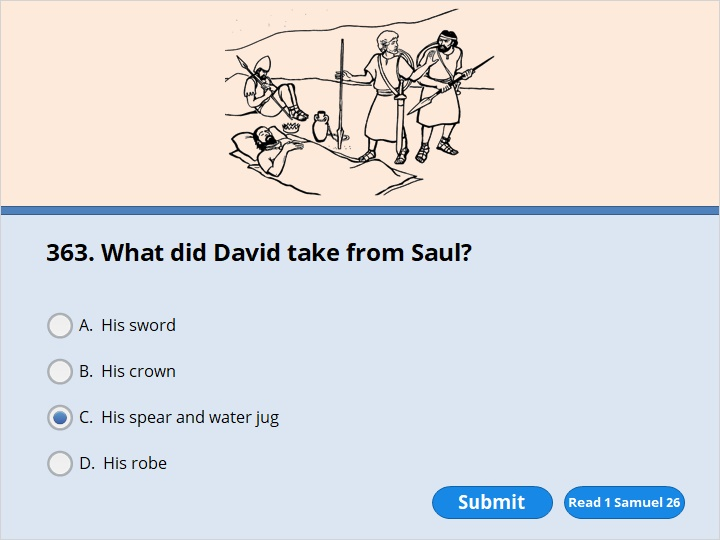 363. What did David take from Saul?
A. His sword
B. His crown
C. His spear and water jug
D. His robe
Submit
Read 1 Samuel 26